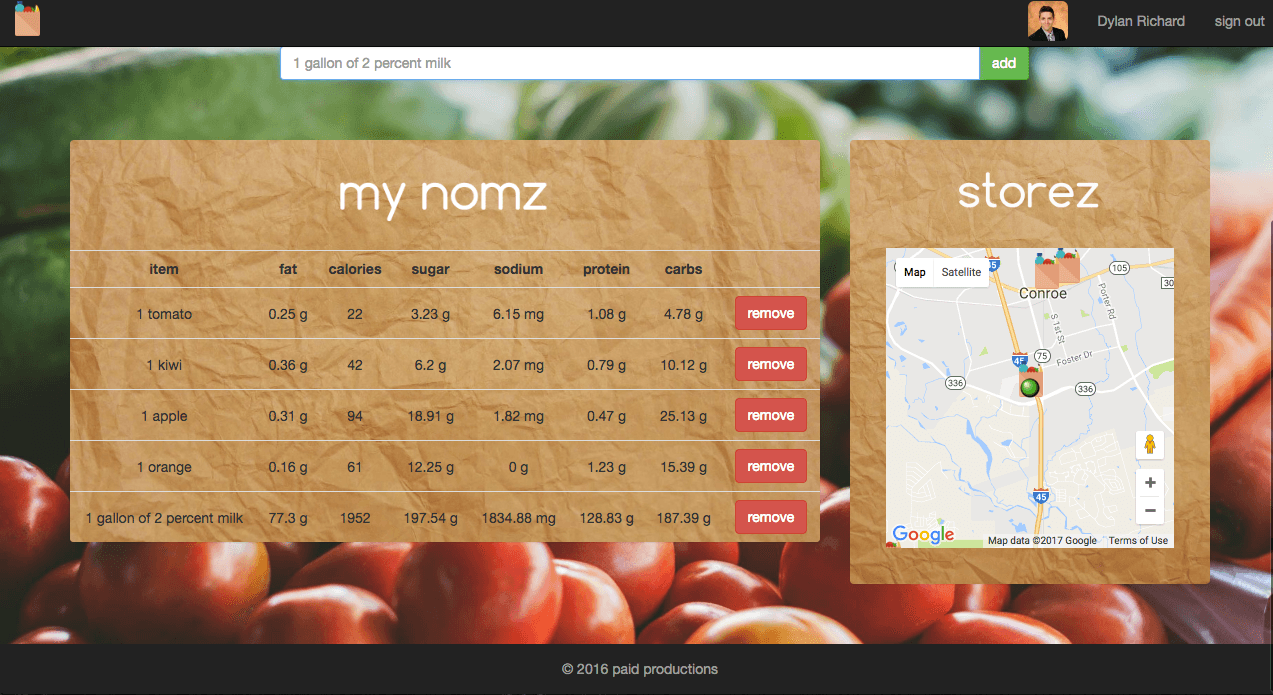 Dylan Richard sign out
1 gallon of 2 percent milk add
my nomz
item fat calories sugar sodium protein carbs
1 tomato 0.25 g 22 3.23 g 6.15 mg 1.08 g 4.78 g remove
1 kiwi 0.36 g 42 6.2 g 2.07 mg 0.79 g 10.12 g remove
1 apple 0.31 g 94 18.91 g 1.82 mg 0.47 g 25.13 g remove
1 orange 0.16 g 61 12.25 g 0 g 1.23 g 15.39 g remove
1 gallon of 2 percent milk 77.3 g 1952 197.54 g 1834.88 mg 128.83 g 187.39 g remove
storez
Map Satellite 45 105
30
Conroe
Porter Rd
S 1st St
45 75 Foster Dr
336 336
+
45
−
Google Map data ©2017 Google Terms of Use
© 2016 paid productions